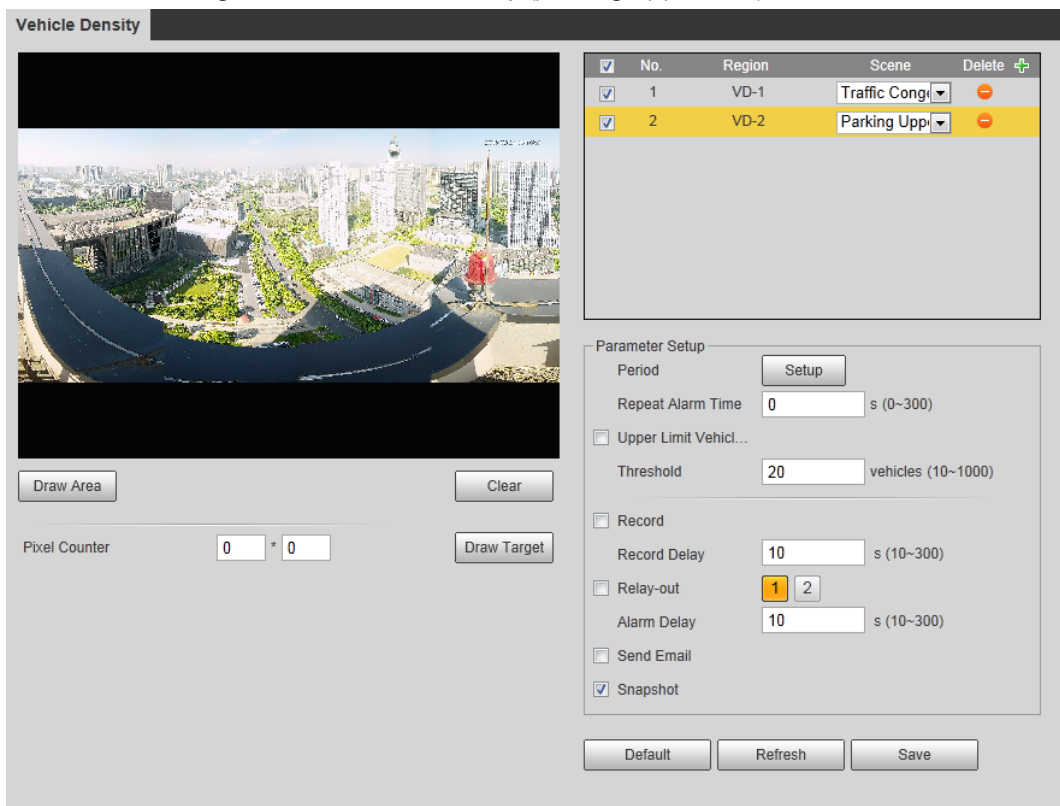 Vehicle Density
No. Region Scene Delete
1 VD-1 Traffic Conge
2 VD-2 Parking Uppe
Parameter Setup
Period Setup
Repeat Alarm Time 0 s (0~300)
Upper Limit Vehicl...
Threshold 20 vehicles (10~1000)
Record
Record Delay 10 s (10~300)
Relay-out 1 2
Alarm Delay 10 s (10~300)
Send Email
Snapshot
Default Refresh Save
Draw Area Clear
Pixel Counter 0 * 0 Draw Target